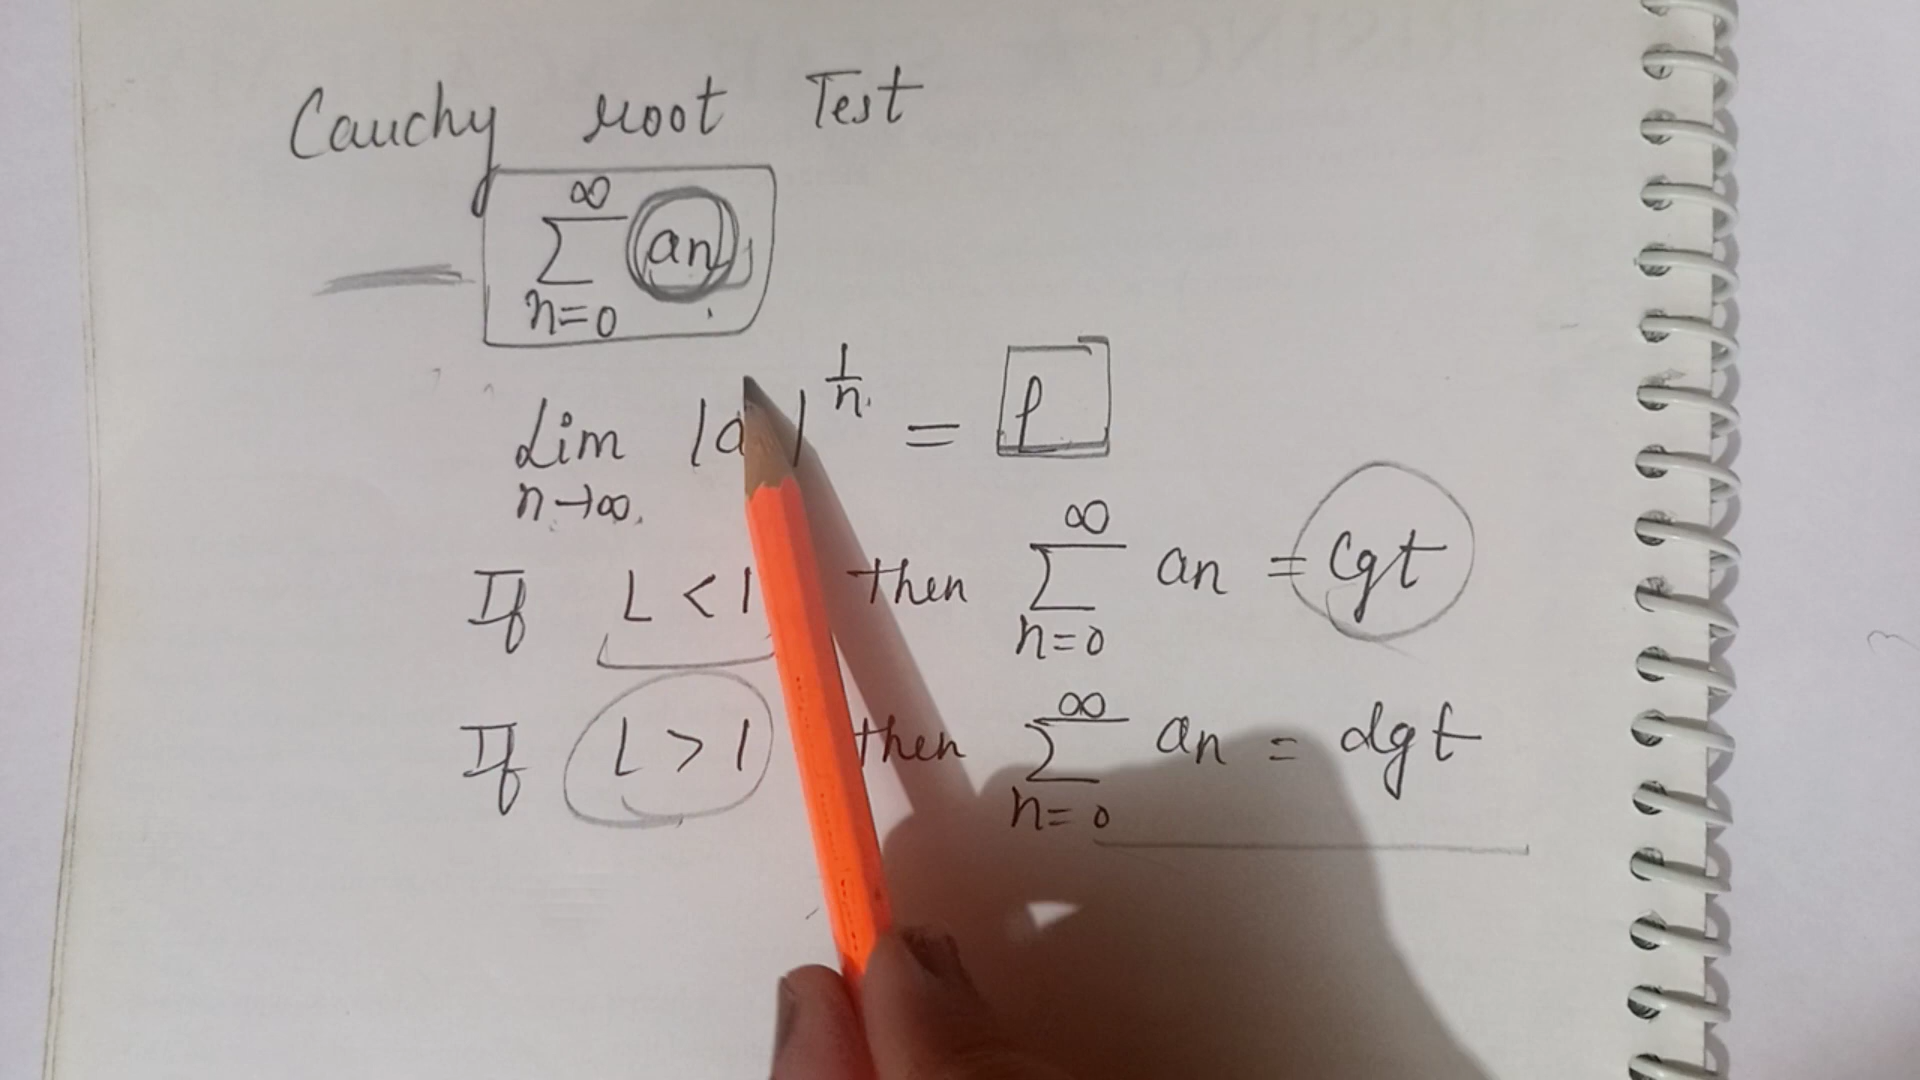 Cauchy root Test
∞
∑ an
n=0
Lim |a |^1/n = l
n→∞
If L < 1 then ∞∑n=0 an = Cgt
If L > 1 then ∞∑n=0 an = dgt